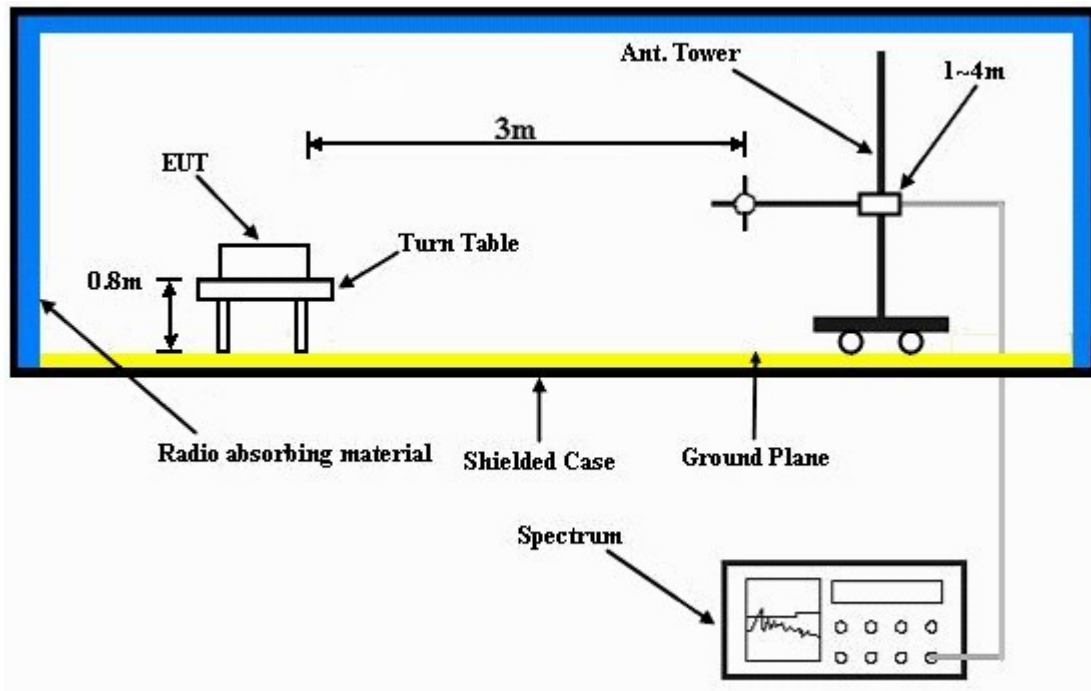 Ant. Tower
1~4m
3m
EUT
Turn Table
0.8m
Radio absorbing material
Shielded Case
Ground Plane
Spectrum